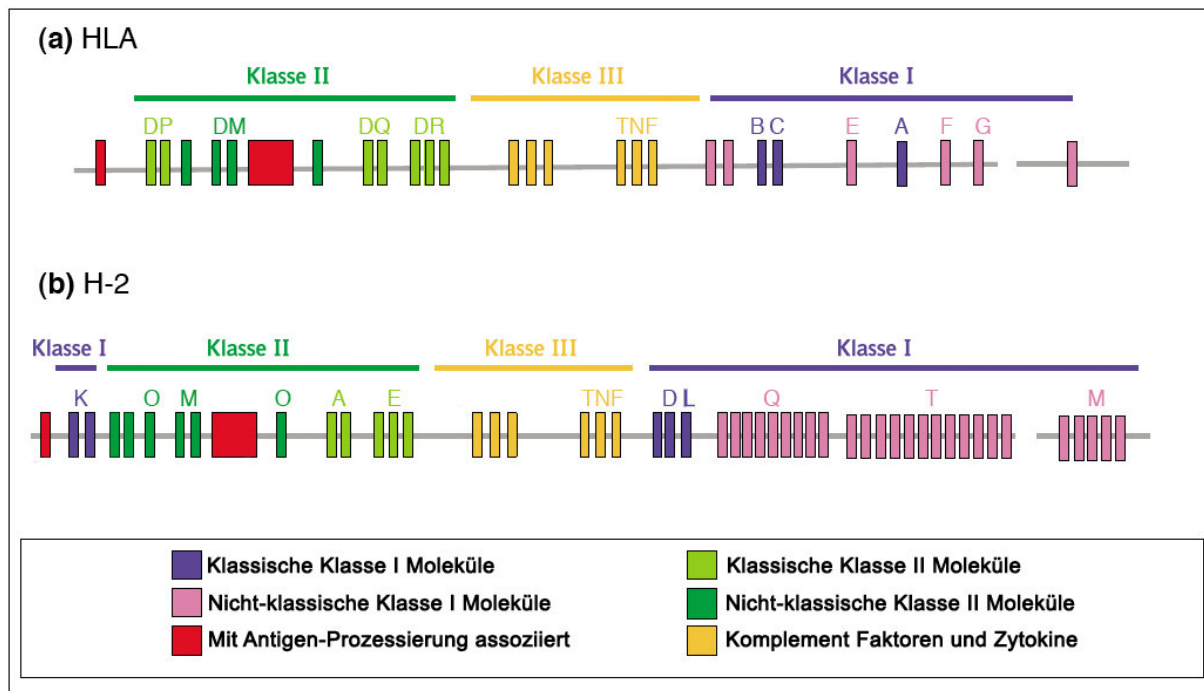 (a) HLA
Klasse II Klasse III Klasse I
DP DM DQ DR TNF B C E A F G
(b) H-2
Klasse I Klasse II Klasse III Klasse I
K O M O A E TNF D L Q T M
Klassische Klasse I Moleküle
Nicht-klassische Klasse I Moleküle
Mit Antigen-Prozessierung assoziiert
Klassische Klasse II Moleküle
Nicht-klassische Klasse II Moleküle
Komplement Faktoren und Zytokine